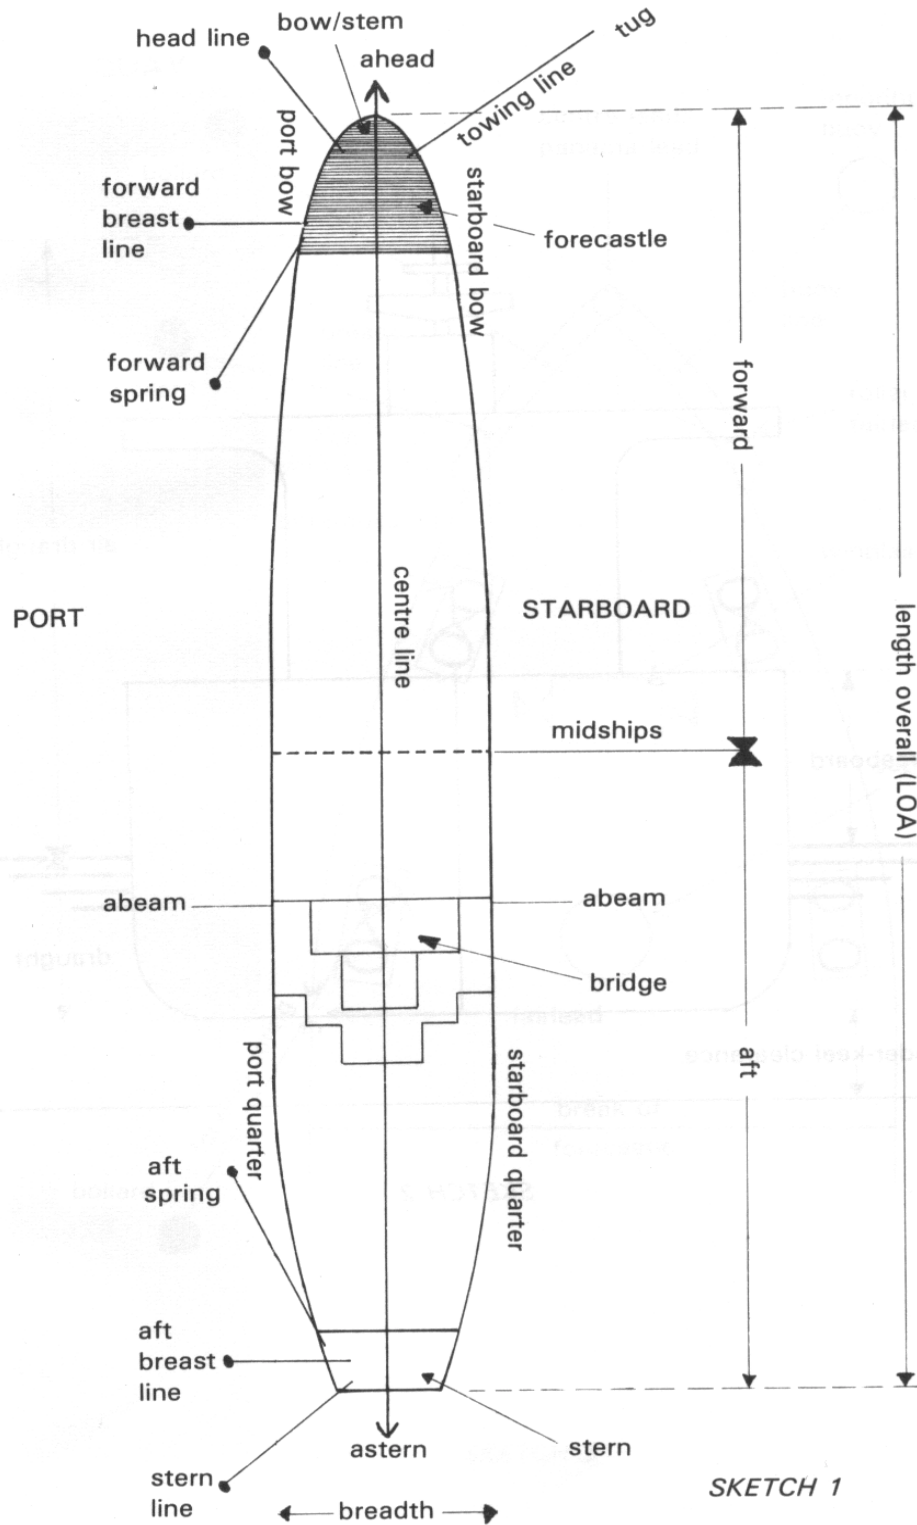 bow/stem
tug
head line
ahead
towing line
port bow
starboard bow
forward
breast
line
forecastle
forward
spring
forward
centre line
PORT
STARBOARD
length overall (LOA)
midships
abeam
abeam
bridge
aft
port quarter
starboard quarter
aft
spring
aft
breast
line
astern
stern
stern
line
breadth
SKETCH 1
draught